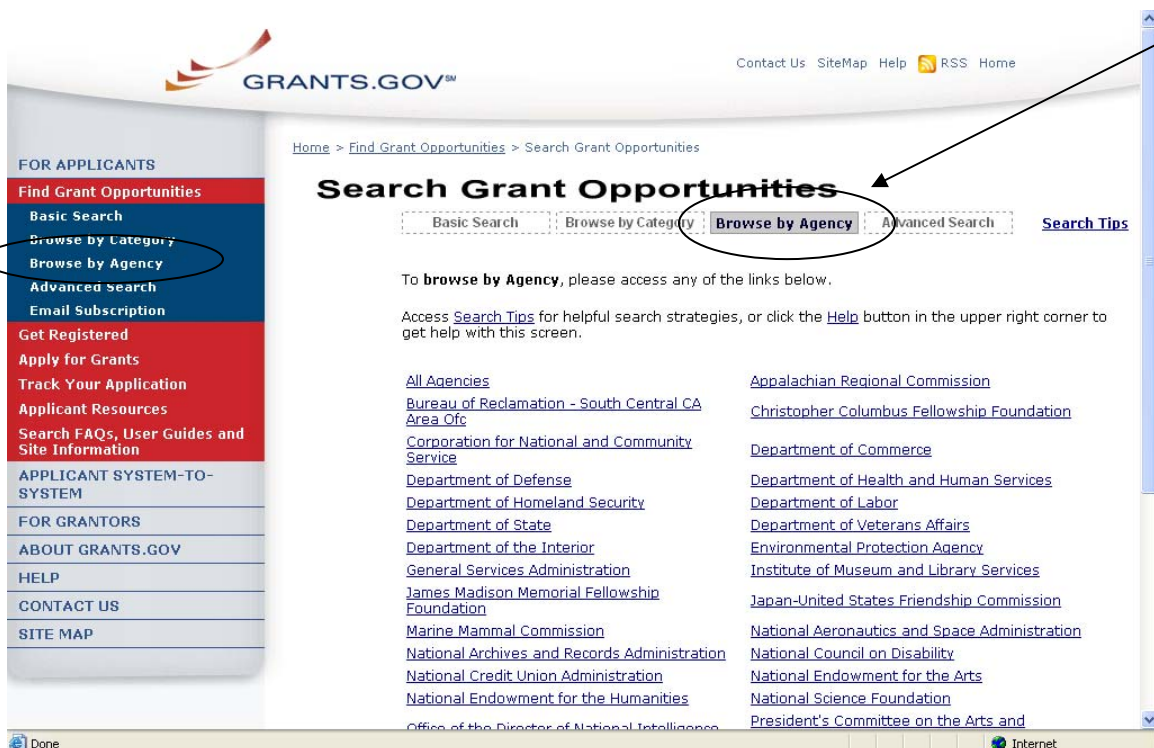 GRANTS.GOV℠
Contact Us SiteMap Help RSS Home
FOR APPLICANTS
Find Grant Opportunities
Basic Search
Browse by Category
Browse by Agency
Advanced Search
Email Subscription
Get Registered
Apply for Grants
Track Your Application
Applicant Resources
Search FAQs, User Guides and
Site Information
APPLICANT SYSTEM-TO-
SYSTEM
FOR GRANTORS
ABOUT GRANTS.GOV
HELP
CONTACT US
SITE MAP
Home > Find Grant Opportunities > Search Grant Opportunities
Search Grant Opportunities
Basic Search Browse by Category Browse by Agency Advanced Search Search Tips
To browse by Agency, please access any of the links below.
Access Search Tips for helpful search strategies, or click the Help button in the upper right corner to
get help with this screen.
All Agencies Appalachian Regional Commission
Bureau of Reclamation - South Central CA
Area Ofc Christopher Columbus Fellowship Foundation
Corporation for National and Community
Service Department of Commerce
Department of Defense Department of Health and Human Services
Department of Homeland Security Department of Labor
Department of State Department of Veterans Affairs
Department of the Interior Environmental Protection Agency
General Services Administration Institute of Museum and Library Services
James Madison Memorial Fellowship
Foundation Japan-United States Friendship Commission
Marine Mammal Commission National Aeronautics and Space Administration
National Archives and Records Administration National Council on Disability
National Credit Union Administration National Endowment for the Arts
National Endowment for the Humanities National Science Foundation
Office of the Director of National Intelligence President's Committee on the Arts and
Done Internet